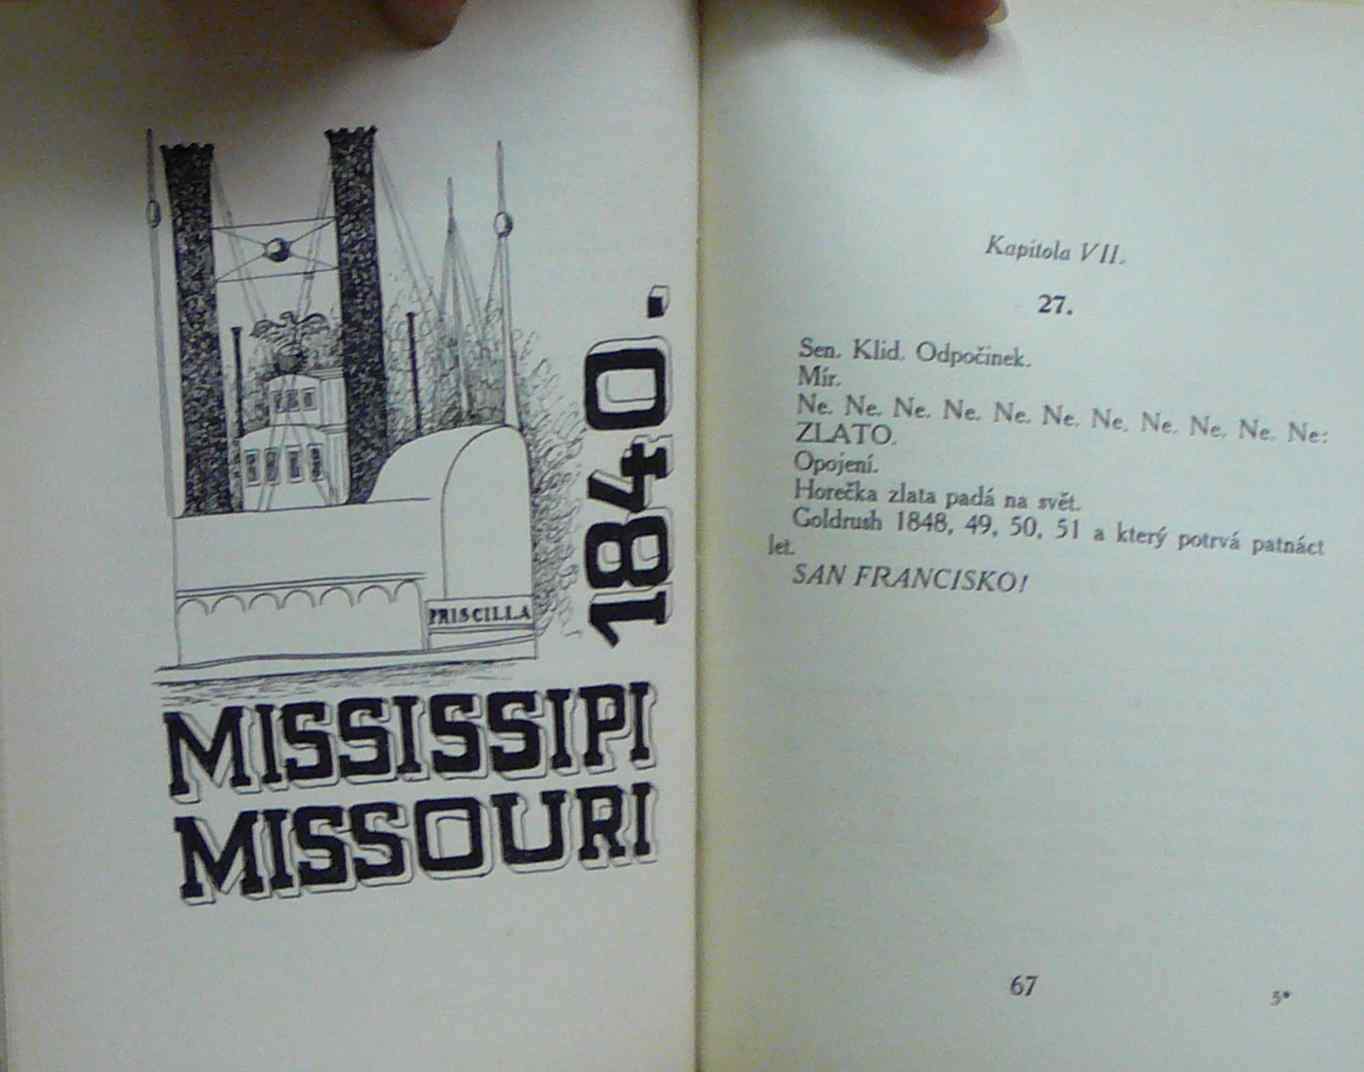 1840.
PRISCILLA
MISSISSIPI
MISSOURI
Kapitola VII.
27.
Sen. Klid. Odpočinek.
Mír.
Ne. Ne. Ne. Ne. Ne. Ne. Ne. Ne. Ne. Ne. Ne:
ZLATO.
Opojení.
Horečka zlata padá na svět.
Goldrush 1848, 49, 50, 51 a který potrvá patnáct
let.
SAN FRANCISKO!
67
5*